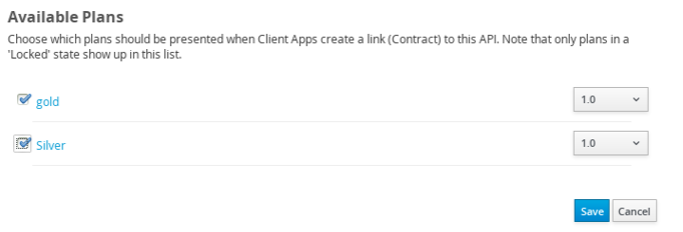 Available Plans
Choose which plans should be presented when Client Apps create a link (Contract) to this API. Note that only plans in a
'Locked' state show up in this list.
gold 1.0
Silver 1.0
Save Cancel